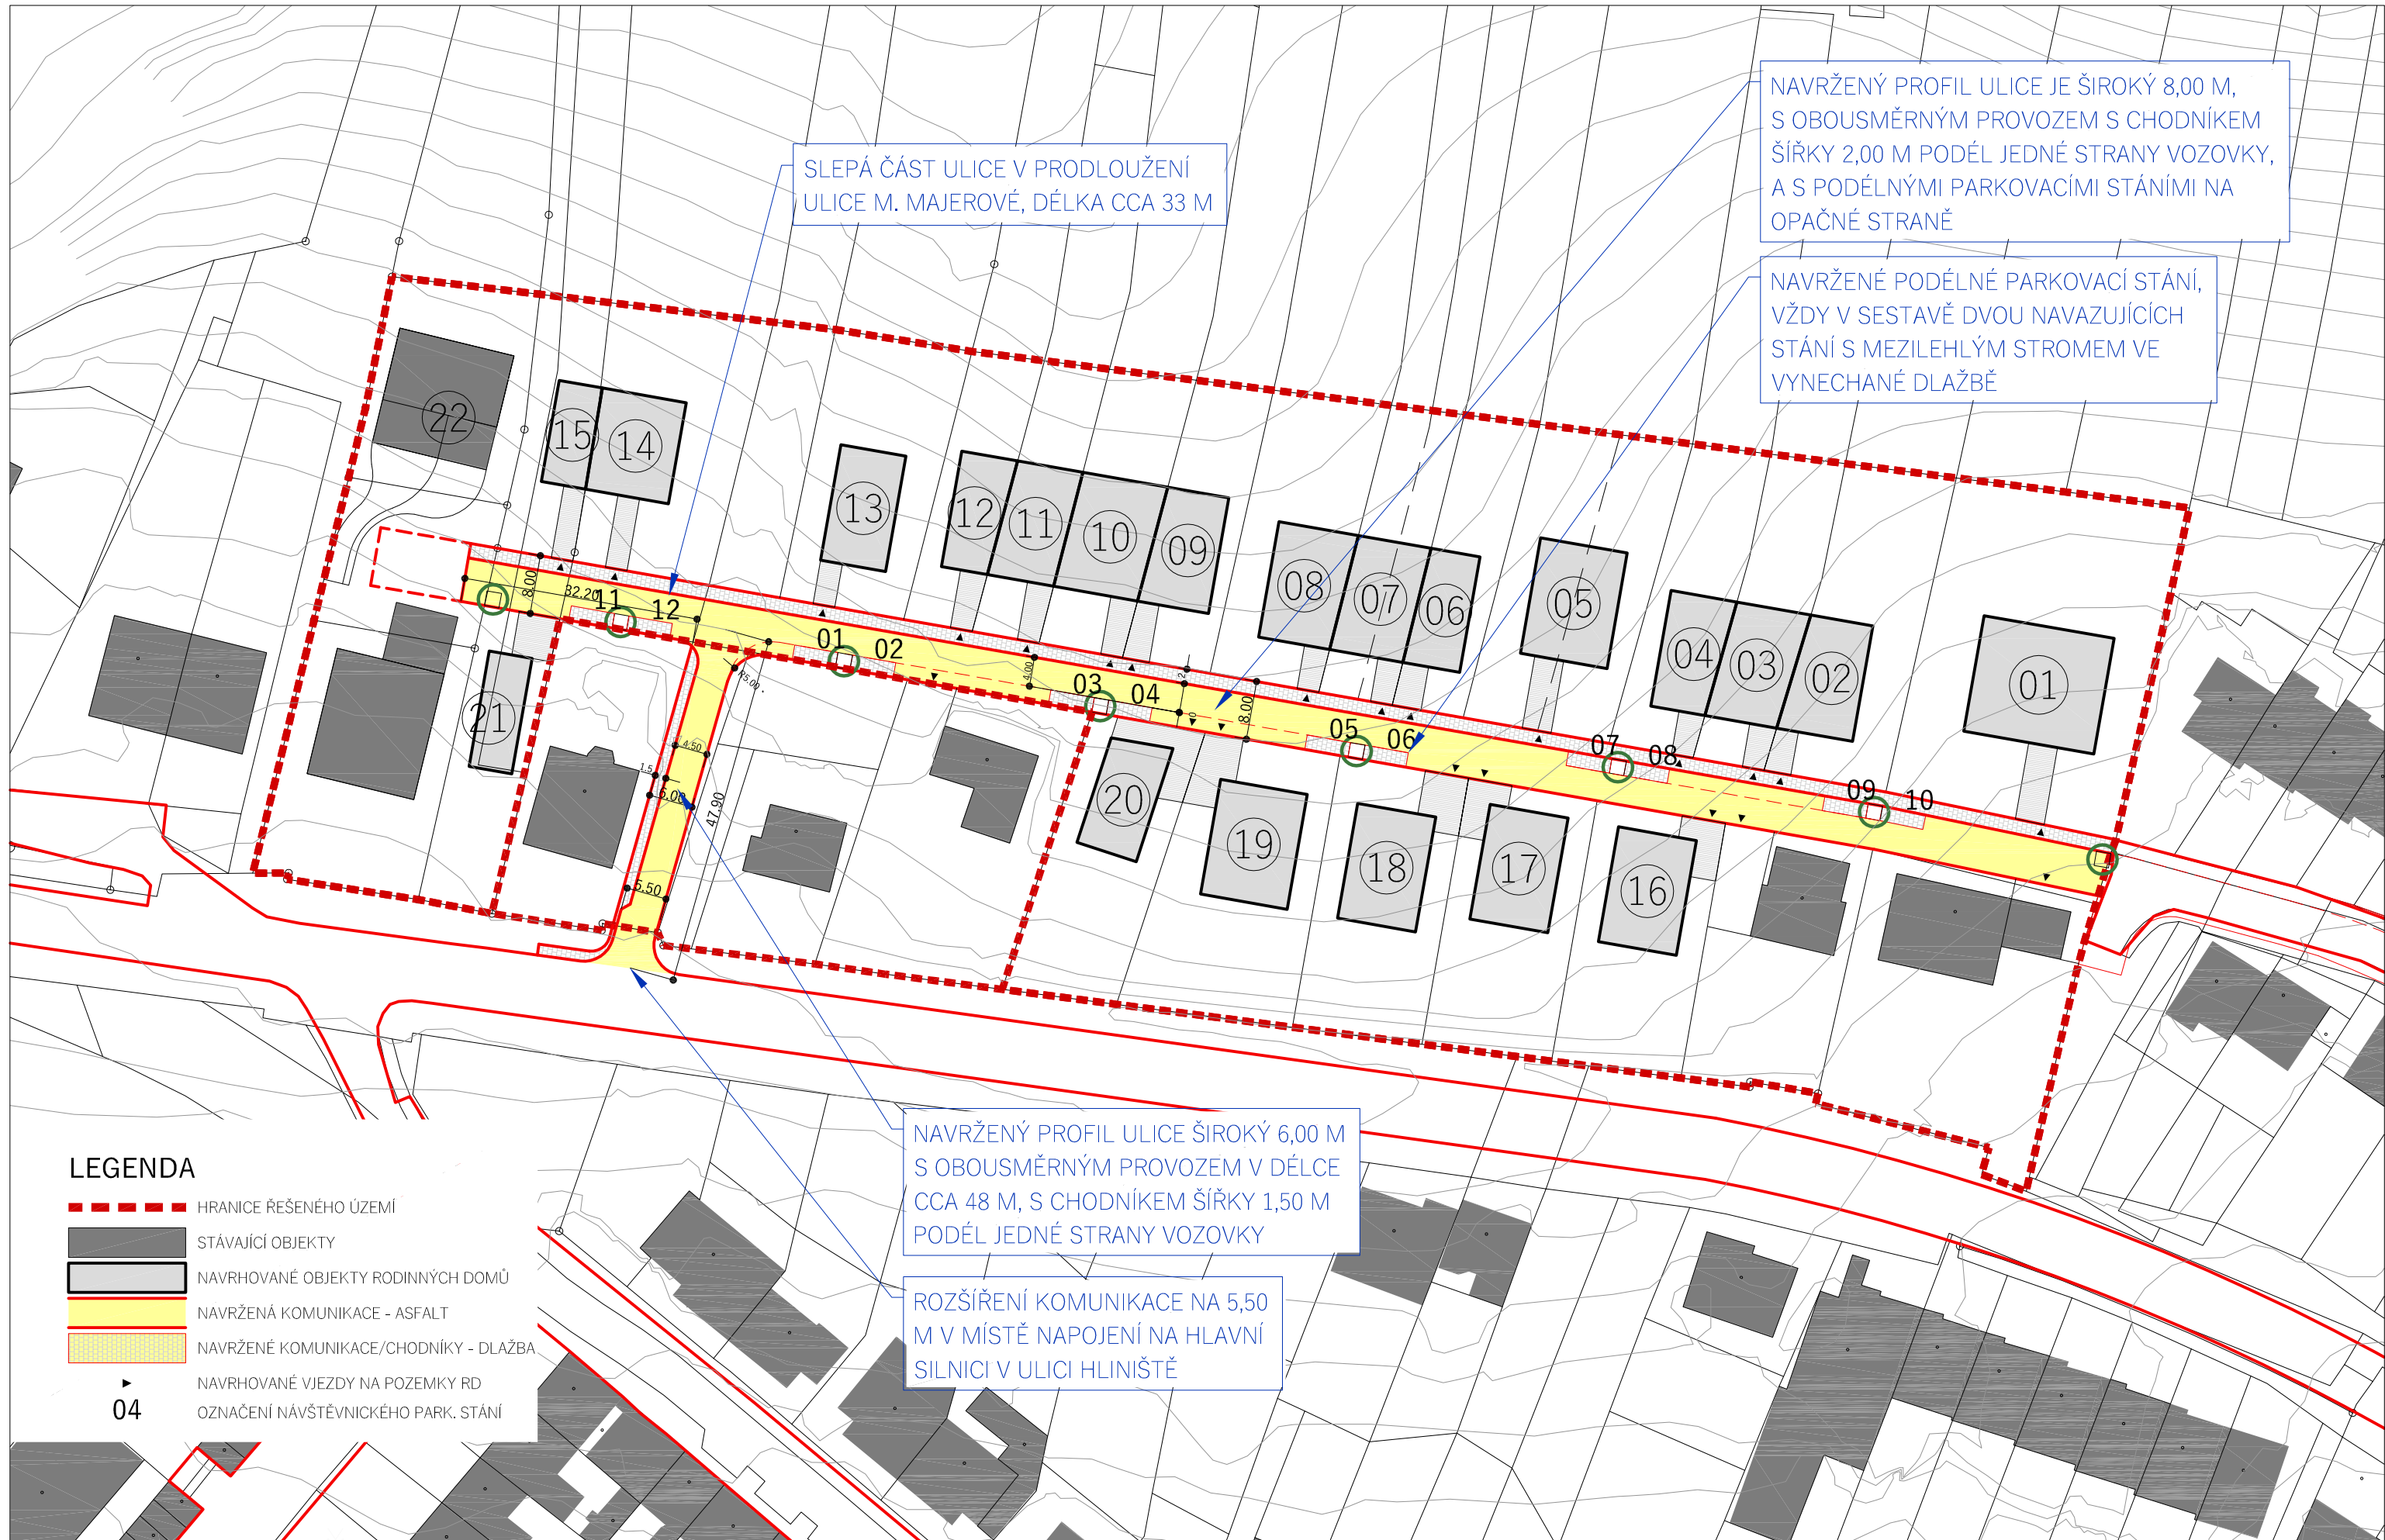 NAVRŽENÝ PROFIL ULICE JE ŠIROKÝ 8,00 M,
S OBOUSMĚRNÝM PROVOZEM S CHODNÍKEM
ŠÍŘKY 2,00 M PODÉL JEDNÉ STRANY VOZOVKY,
A S PODÉLNÝMI PARKOVACÍMI STÁNÍMI NA
OPAČNÉ STRANĚ
SLEPÁ ČÁST ULICE V PRODLOUŽENÍ
ULICE M. MAJEROVÉ, DÉLKA CCA 33 M
NAVRŽENÉ PODÉLNÉ PARKOVACÍ STÁNÍ,
VŽDY V SESTAVĚ DVOU NAVAZUJÍCÍCH
STÁNÍ S MEZILEHLÝM STROMEM VE
VYNECHANÉ DLAŽBĚ
22
15
14
13
12
11
10
09
08
07
06
05
04
03
02
01
8.00
32.20
11
12
01
02
R5.00
4.00
03
04
8.00
05
06
07
08
09
10
21
4.50
1.5
6.00
47.90
5.50
20
19
18
17
16
NAVRŽENÝ PROFIL ULICE ŠIROKÝ 6,00 M
S OBOUSMĚRNÝM PROVOZEM V DÉLCE
CCA 48 M, S CHODNÍKEM ŠÍŘKY 1,50 M
PODÉL JEDNÉ STRANY VOZOVKY
ROZŠÍŘENÍ KOMUNIKACE NA 5,50
M V MÍSTĚ NAPOJENÍ NA HLAVNÍ
SILNICI V ULICI HLINIŠTĚ
LEGENDA
HRANICE ŘEŠENÉHO ÚZEMÍ
STÁVAJÍCÍ OBJEKTY
NAVRHOVANÉ OBJEKTY RODINNÝCH DOMŮ
NAVRŽENÁ KOMUNIKACE - ASFALT
NAVRŽENÉ KOMUNIKACE/CHODNÍKY - DLAŽBA
NAVRHOVANÉ VJEZDY NA POZEMKY RD
04 OZNAČENÍ NÁVŠTĚVNICKÉHO PARK. STÁNÍ